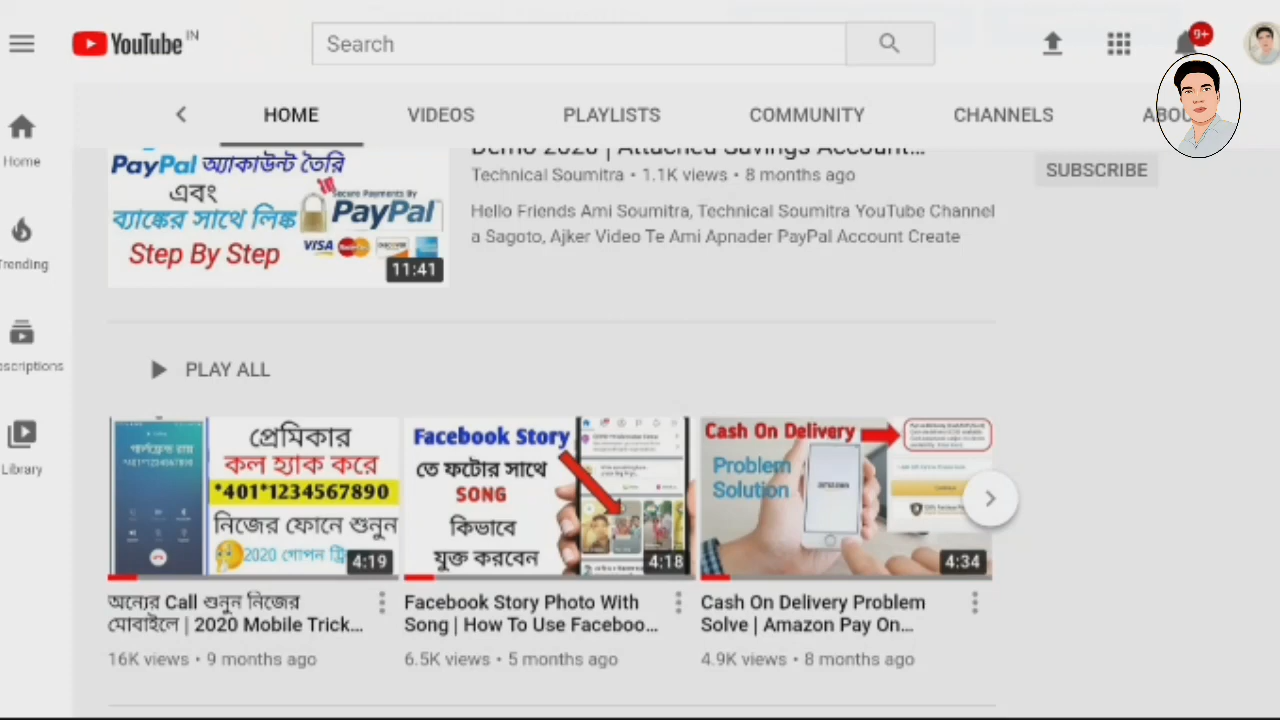 YouTube IN
Search
9+
HOME VIDEOS PLAYLISTS COMMUNITY CHANNELS
Home
Trending
Library
PayPal অ্যাকাউন্ট তৈরি
এবং
ব্যাঙ্কের সাথে লিঙ্ক
Step By Step
Secure Payments By
PayPal
VISA
DISCOVER
11:41
Demo 2020 | Attached Savings Account...
Technical Soumitra • 1.1K views • 8 months ago
Hello Friends Ami Soumitra, Technical Soumitra YouTube Channel
a Sagoto, Ajker Video Te Ami Apnader PayPal Account Create
SUBSCRIBE
PLAY ALL
প্রেমিকার
কল হ্যাক করে
*401*1234567890
নিজের ফোনে শুনুন
2020 গোপন
4:19
Facebook Story
তে ফটোর সাথে
SONG
কিভাবে
যুক্ত করবেন
4:18
Cash On Delivery
Problem
Solution
4:34
অন্যের Call শুনুন নিজের
মোবাইলে | 2020 Mobile Trick...
16K views • 9 months ago
Facebook Story Photo With
Song | How To Use Faceboo...
6.5K views • 5 months ago
Cash On Delivery Problem
Solve | Amazon Pay On...
4.9K views • 8 months ago